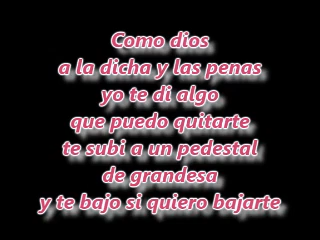 Como dios
a la dicha y las penas
yo te di algo
que puedo quitarte
te subi a un pedestal
de grandesa
y te bajo si quiero bajarte